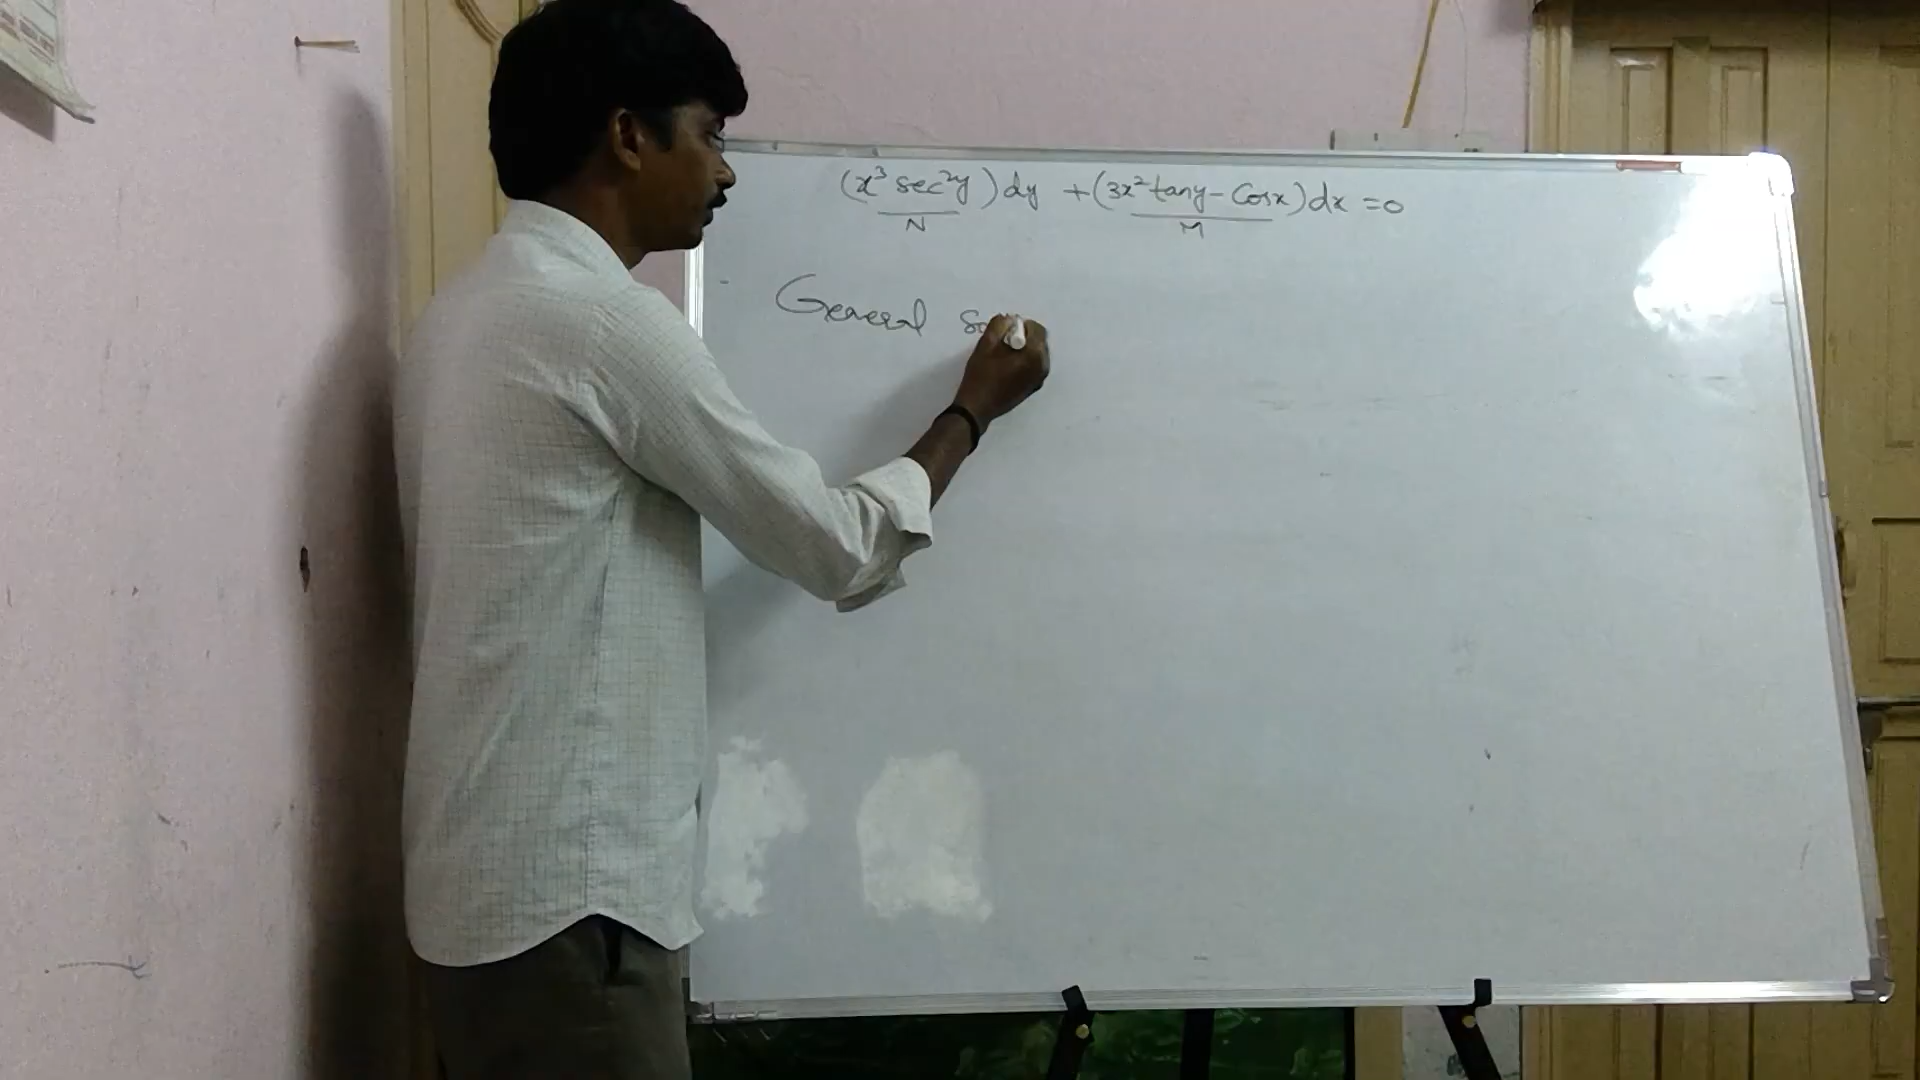 (x³ sec²y) dy + (3x² tany - Cosx) dx = 0
N M
General